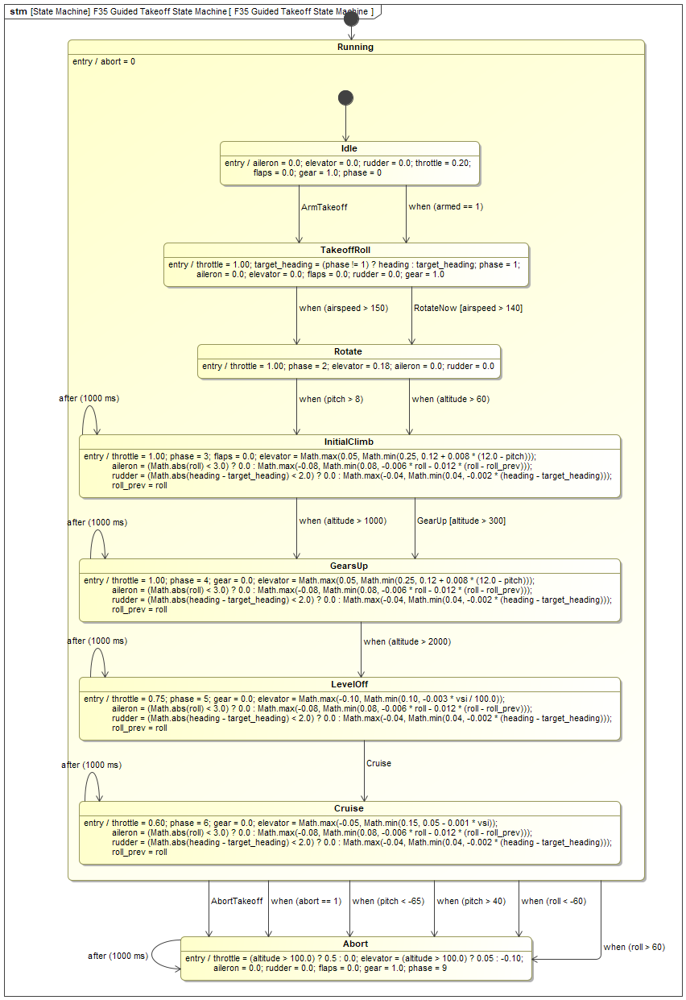 stm [State Machine] F35 Guided Takeoff State Machine [ F35 Guided Takeoff State Machine ]
Running
entry / abort = 0
Idle
entry / aileron = 0.0; elevator = 0.0; rudder = 0.0; throttle = 0.20;
flaps = 0.0; gear = 1.0; phase = 0
ArmTakeoff
when (armed == 1)
TakeoffRoll
entry / throttle = 1.00; target_heading = (phase != 1) ? heading : target_heading; phase = 1;
aileron = 0.0; elevator = 0.0; flaps = 0.0; rudder = 0.0; gear = 1.0
when (airspeed > 150)
RotateNow [airspeed > 140]
Rotate
entry / throttle = 1.00; phase = 2; elevator = 0.18; aileron = 0.0; rudder = 0.0
after (1000 ms)
when (pitch > 8)
when (altitude > 60)
InitialClimb
entry / throttle = 1.00; phase = 3; flaps = 0.0; elevator = Math.max(0.05, Math.min(0.25, 0.12 + 0.008 * (12.0 - pitch)));
aileron = (Math.abs(roll) < 3.0) ? 0.0 : Math.max(-0.08, Math.min(0.08, -0.006 * roll - 0.012 * (roll - roll_prev)));
rudder = (Math.abs(heading - target_heading) < 2.0) ? 0.0 : Math.max(-0.04, Math.min(0.04, -0.002 * (heading - target_heading)));
roll_prev = roll
after (1000 ms)
when (altitude > 1000)
GearUp [altitude > 300]
GearsUp
entry / throttle = 1.00; phase = 4; gear = 0.0; elevator = Math.max(0.05, Math.min(0.25, 0.12 + 0.008 * (12.0 - pitch)));
aileron = (Math.abs(roll) < 3.0) ? 0.0 : Math.max(-0.08, Math.min(0.08, -0.006 * roll - 0.012 * (roll - roll_prev)));
rudder = (Math.abs(heading - target_heading) < 2.0) ? 0.0 : Math.max(-0.04, Math.min(0.04, -0.002 * (heading - target_heading)));
roll_prev = roll
after (1000 ms)
when (altitude > 2000)
LevelOff
entry / throttle = 0.75; phase = 5; gear = 0.0; elevator = Math.max(-0.10, Math.min(0.10, -0.003 * vsi / 100.0));
aileron = (Math.abs(roll) < 3.0) ? 0.0 : Math.max(-0.08, Math.min(0.08, -0.006 * roll - 0.012 * (roll - roll_prev)));
rudder = (Math.abs(heading - target_heading) < 2.0) ? 0.0 : Math.max(-0.04, Math.min(0.04, -0.002 * (heading - target_heading)));
roll_prev = roll
after (1000 ms)
Cruise
Cruise
entry / throttle = 0.60; phase = 6; gear = 0.0; elevator = Math.max(-0.05, Math.min(0.15, 0.05 - 0.001 * vsi));
aileron = (Math.abs(roll) < 3.0) ? 0.0 : Math.max(-0.08, Math.min(0.08, -0.006 * roll - 0.012 * (roll - roll_prev)));
rudder = (Math.abs(heading - target_heading) < 2.0) ? 0.0 : Math.max(-0.04, Math.min(0.04, -0.002 * (heading - target_heading)));
roll_prev = roll
AbortTakeoff
when (abort == 1)
when (pitch < -65)
when (pitch > 40)
when (roll < -60)
when (roll > 60)
after (1000 ms)
Abort
entry / throttle = (altitude > 100.0) ? 0.5 : 0.0; elevator = (altitude > 100.0) ? 0.05 : -0.10;
aileron = 0.0; rudder = 0.0; flaps = 0.0; gear = 1.0; phase = 9